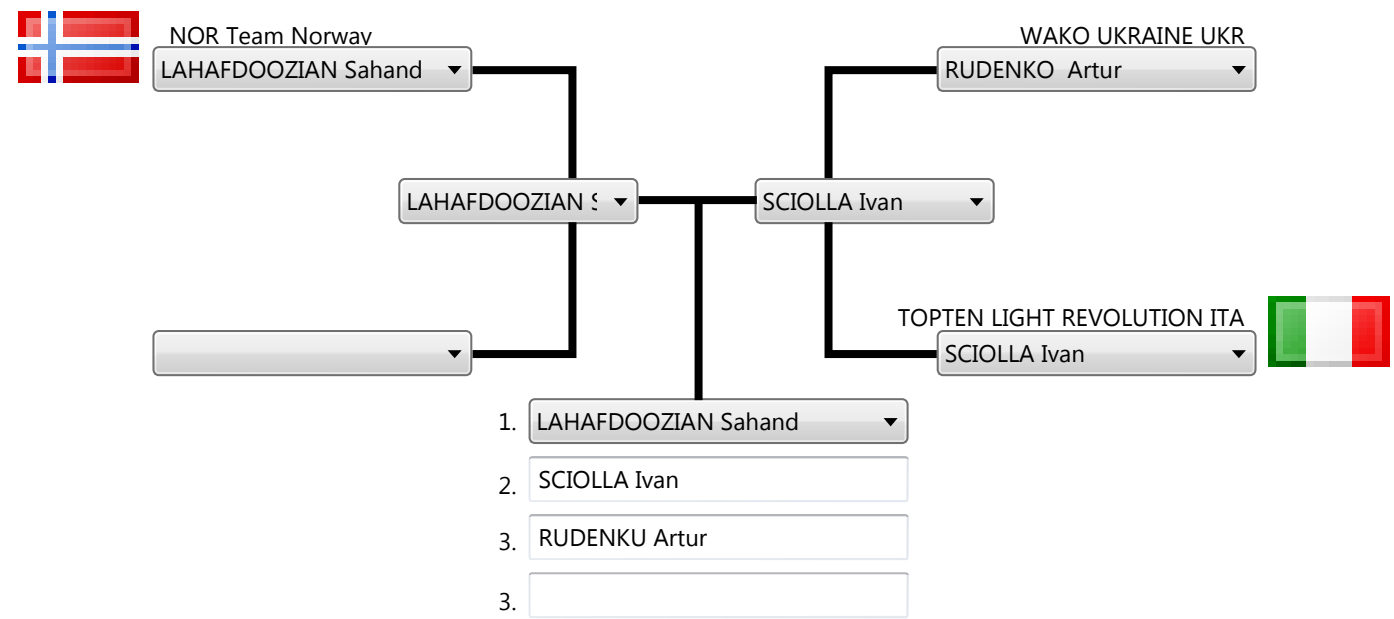 NOR Team Norway
LAHAFDOOZIAN Sahand
WAKO UKRAINE UKR
RUDENKO  Artur
LAHAFDOOZIAN S
SCIOLLA Ivan
TOPTEN LIGHT REVOLUTION ITA
SCIOLLA Ivan
1. LAHAFDOOZIAN Sahand
2. SCIOLLA Ivan
3. RUDENKU Artur
3.